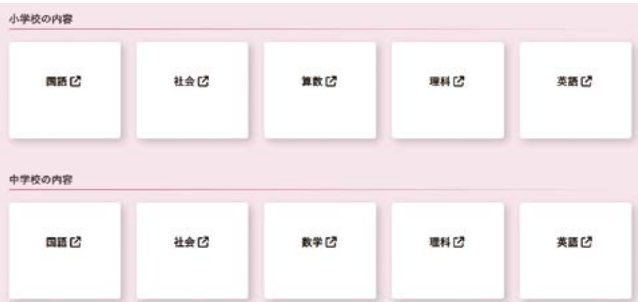 小学校の内容
国語
社会
算数
理科
英語
中学校の内容
国語
社会
数学
理科
英語